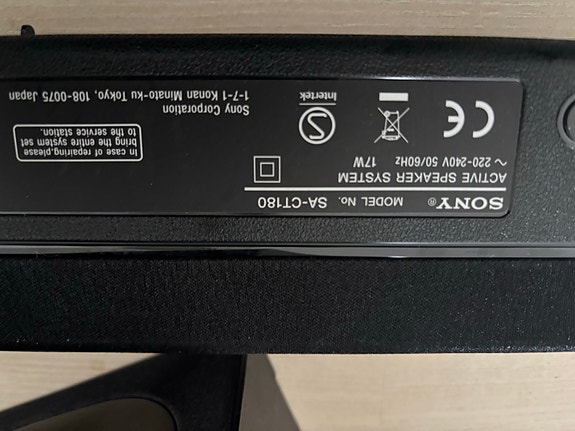 SONY® MODEL No. SA-CT180
ACTIVE SPEAKER SYSTEM
~ 220-240V 50/60Hz 17W
CE
S
Intertek
In case of repairing,please
bring the entire system set
to the service station.
Sony Corporation
1-7-1 Konan Minato-ku Tokyo, 108-0075 Japan